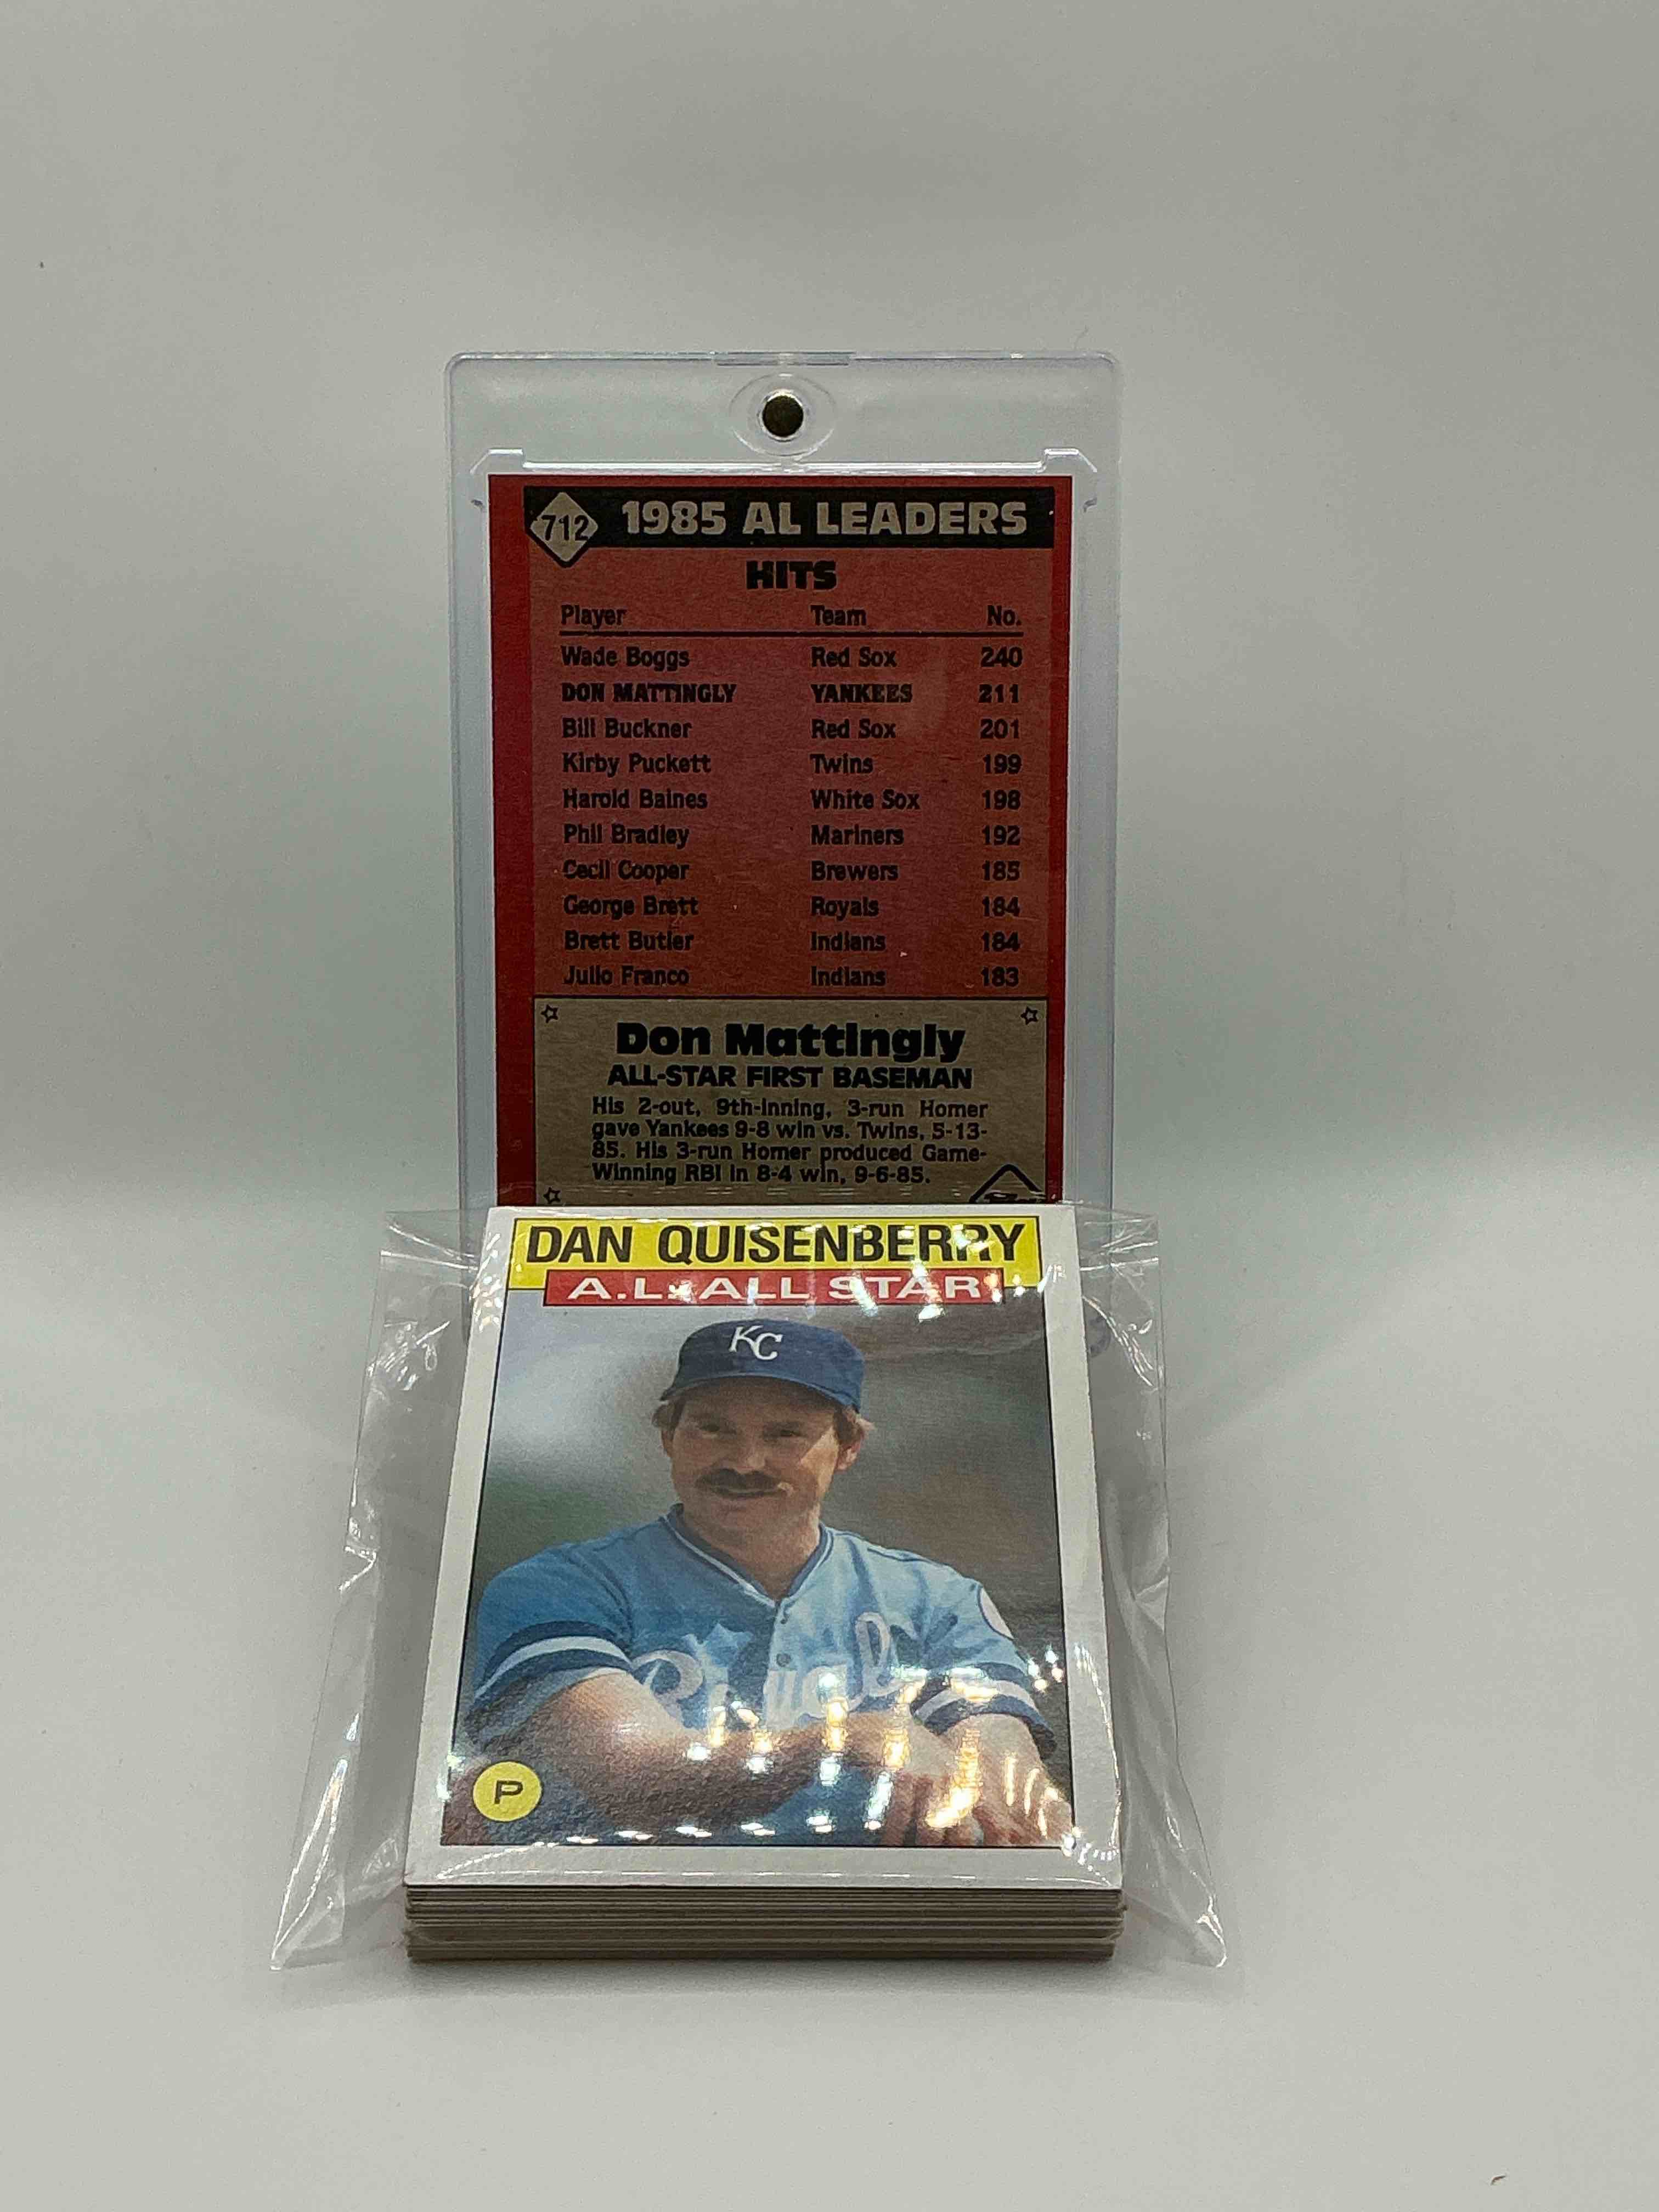 712 1985 AL LEADERS
HITS
Player Team No.
Wade Boggs Red Sox 240
DON MATTINGLY YANKEES 211
Bill Buckner Red Sox 201
Kirby Puckett Twins 199
Harold Baines White Sox 198
Phil Bradley Mariners 192
Cecil Cooper Brewers 185
George Brett Royals 184
Brett Butler Indians 184
Julio Franco Indians 183
Don Mattingly
ALL-STAR FIRST BASEMAN
His 2-out, 9th-inning, 3-run Homer
gave Yankees 9-8 win vs. Twins, 5-13-
85. His 3-run Homer produced Game-
Winning RBI in 8-4 win, 9-6-85.
DAN QUISENBERRY
A.L. ALL STAR
KC
Royals
P